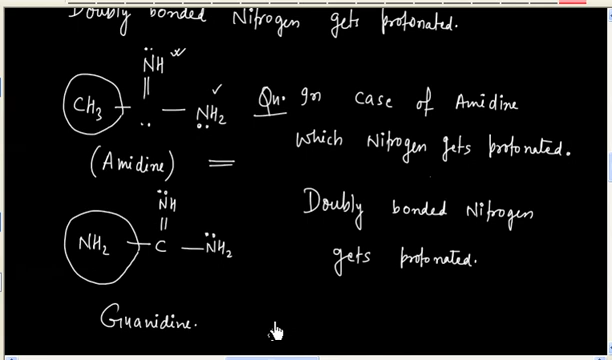 Doubly bonded Nitrogen gets protonated.
NH
CH3 NH2
Qn. In case of Amidine
which Nitrogen gets protonated.
(Amidine)
Doubly bonded Nitrogen
gets protonated.
NH
NH2 C NH2
Guanidine.